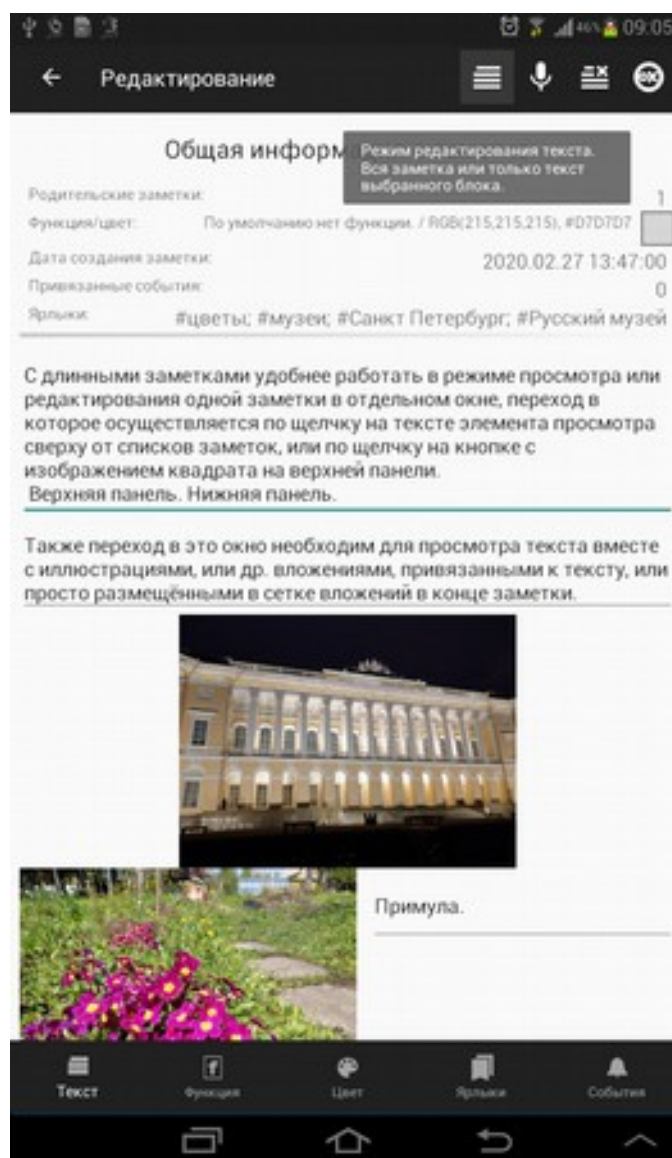 46% 09:05
Редактирование
Общая информ
Режим редактирования текста.
Вся заметка или только текст
выбранного блока.
Родительские заметки: 1
Функция/цвет: По умолчанию нет функции. / RGB(215,215,215), #D7D7D7
Дата создания заметки: 2020.02.27 13:47:00
Привязанные события: 0
Ярлыки: #цветы; #музеи; #Санкт Петербург; #Русский музей
С длинными заметками удобнее работать в режиме просмотра или
редактирования одной заметки в отдельном окне, переход в
которое осуществляется по щелчку на тексте элемента просмотра
сверху от списков заметок, или по щелчку на кнопке с
изображением квадрата на верхней панели.
Верхняя панель. Нижняя панель.
Также переход в это окно необходим для просмотра текста вместе
с иллюстрациями, или др. вложениями, привязанными к тексту, или
просто размещёнными в сетке вложений в конце заметки.
Примула.
Текст Функция Цвет Ярлыки События